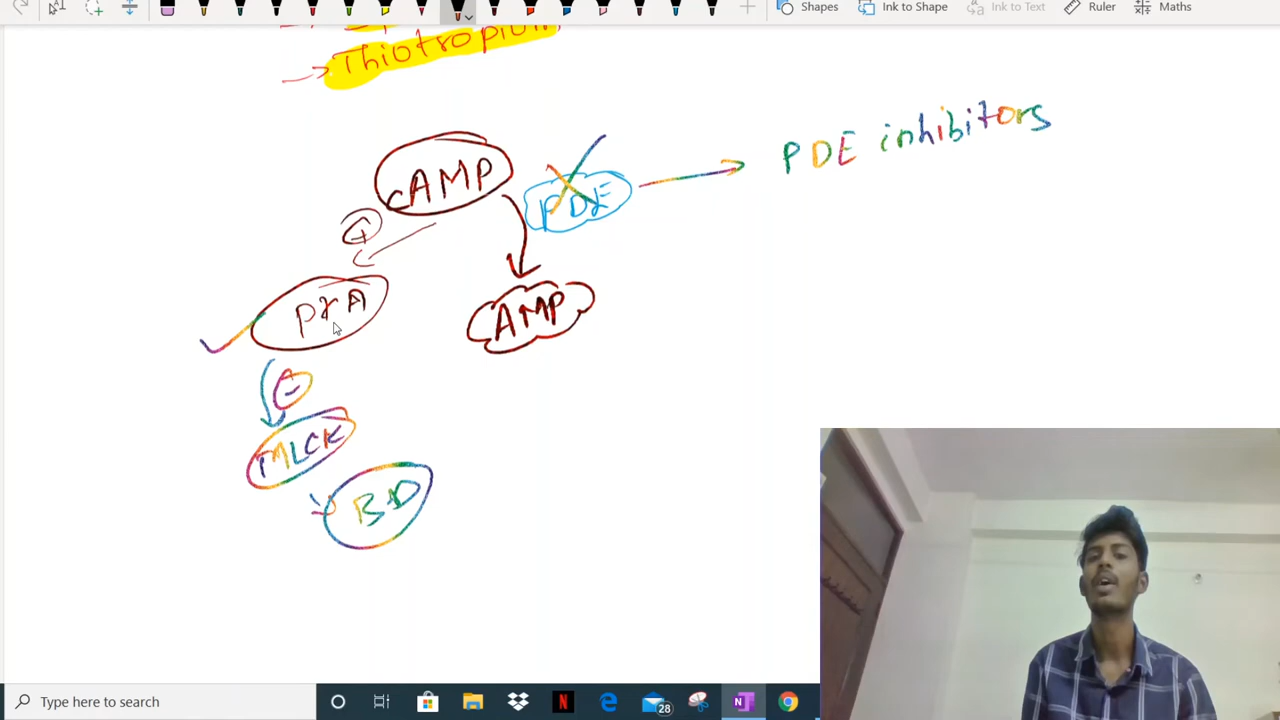 Shapes
Ink to Shape
Ink to Text
Ruler
Maths
→ Thiotropium
cAMP
PDE
PDE inhibitors
+
PKA
AMP
-
MLCK
BD
Type here to search
28